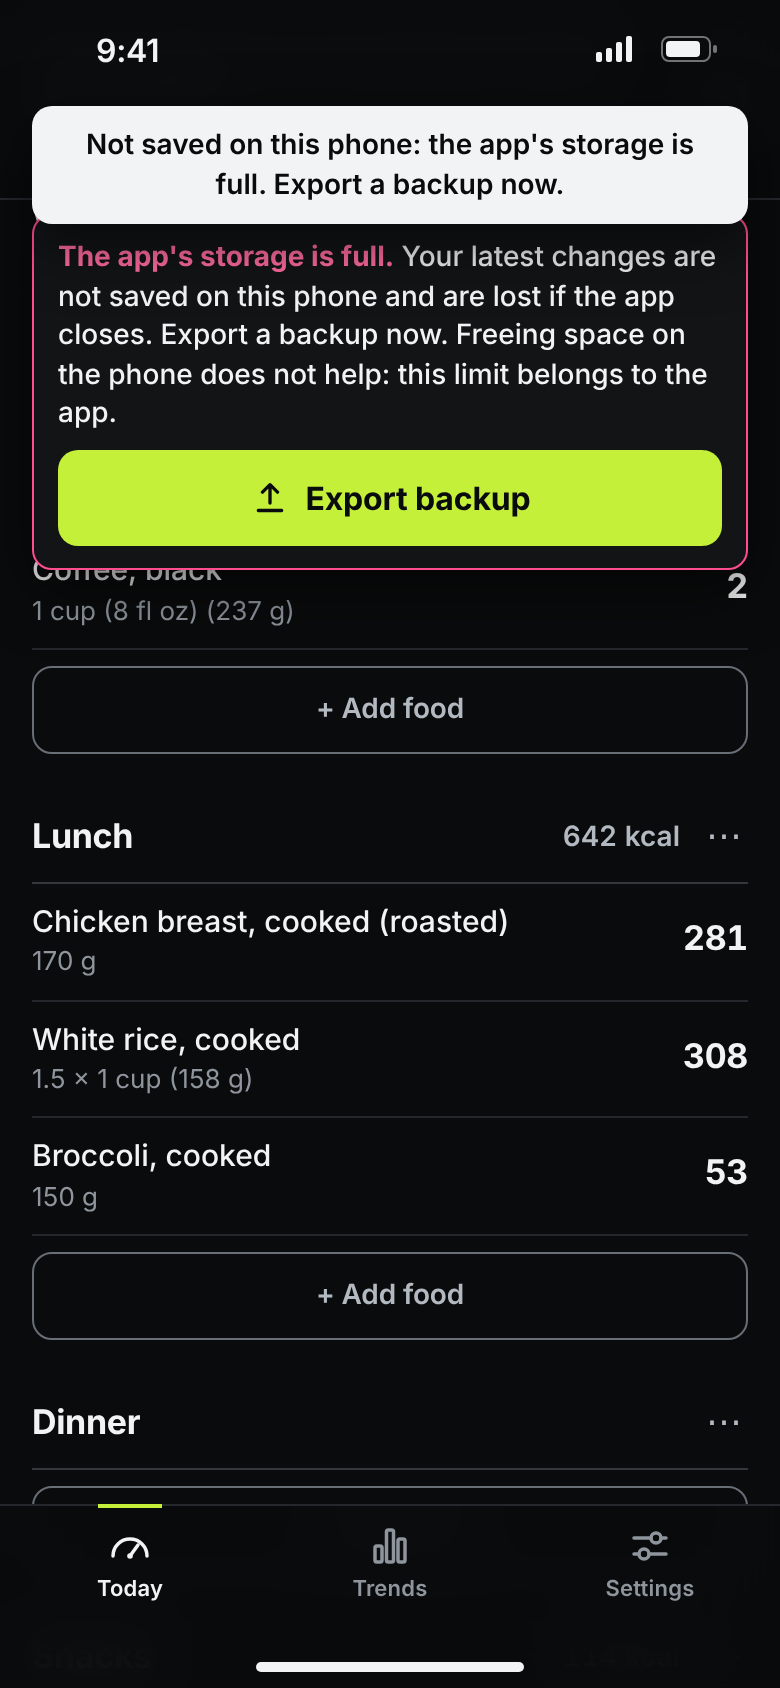 9:41
Not saved on this phone: the app's storage is
full. Export a backup now.
The app's storage is full. Your latest changes are
not saved on this phone and are lost if the app
closes. Export a backup now. Freeing space on
the phone does not help: this limit belongs to the
app.
Export backup
Coffee, black
2
1 cup (8 fl oz) (237 g)
+ Add food
Lunch 642 kcal ···
Chicken breast, cooked (roasted)
281
170 g
White rice, cooked
308
1.5 × 1 cup (158 g)
Broccoli, cooked
53
150 g
+ Add food
Dinner ···
Today Trends Settings
Snacks